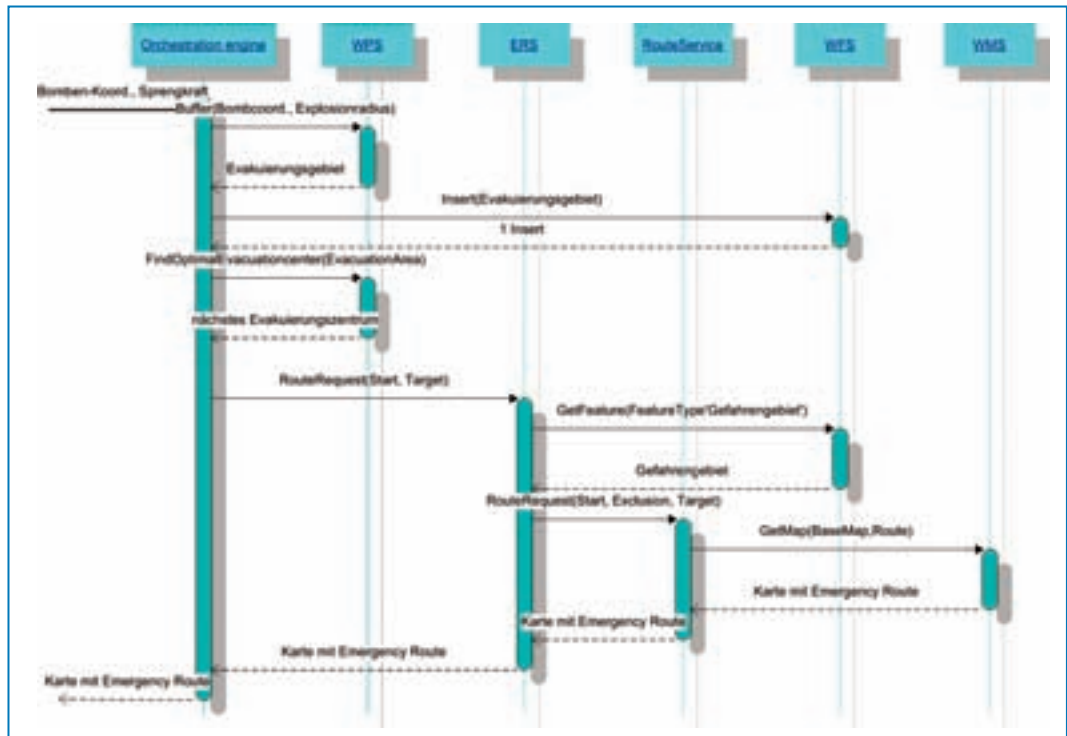 Orchestration engine WPS ERS RouteService WFS WMS
Bomben-Koord., Sprengkraft
Buffer(Bombcoord., Explosionradius)
Evakuierungsgebiet
Insert(Evakuierungsgebiet)
1 Insert
FindOptimalEvacuationcenter(EvacuationArea)
nächstes Evakuierungszentrum
RouteRequest(Start, Target)
GetFeature(FeatureType'Gefahrengebiet')
Gefahrengebiet
RouteRequest(Start, Exclusion, Target)
GetMap(BaseMap,Route)
Karte mit Emergency Route
Karte mit Emergency Route
Karte mit Emergency Route
Karte mit Emergency Route